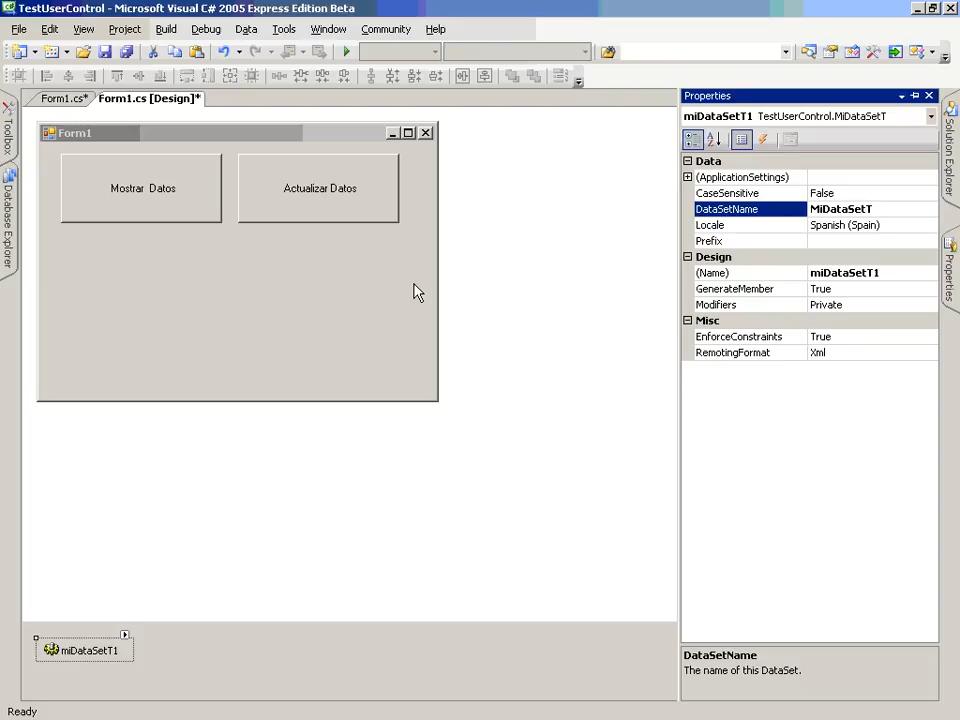 TestUserControl - Microsoft Visual C# 2005 Express Edition Beta
File Edit View Project Build Debug Data Tools Window Community Help
Form1.cs* Form1.cs [Design]*
Toolbox
Database Explorer
Form1
Mostrar Datos Actualizar Datos
miDataSetT1
Properties
miDataSetT1 TestUserControl.MiDataSetT
Data
(ApplicationSettings)
CaseSensitive False
DataSetName MiDataSetT
Locale Spanish (Spain)
Prefix
Design
(Name) miDataSetT1
GenerateMember True
Modifiers Private
Misc
EnforceConstraints True
RemotingFormat Xml
DataSetName
The name of this DataSet.
Solution Explorer
Properties
Ready